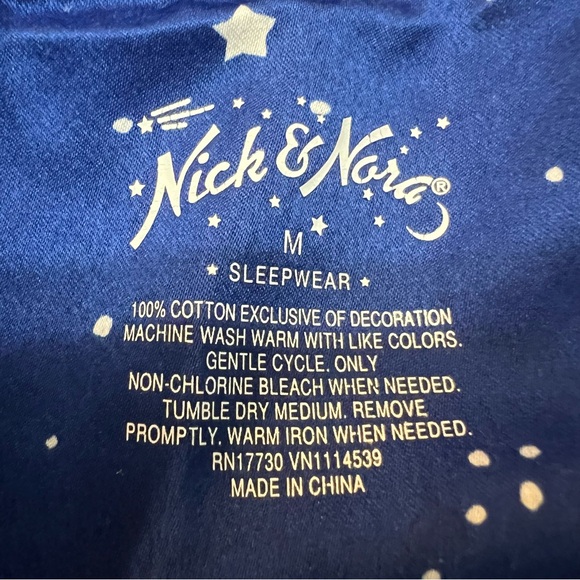 Nick & Nora®
M
★ SLEEPWEAR ★
100% COTTON EXCLUSIVE OF DECORATION
MACHINE WASH WARM WITH LIKE COLORS.
GENTLE CYCLE. ONLY
NON-CHLORINE BLEACH WHEN NEEDED.
TUMBLE DRY MEDIUM. REMOVE
PROMPTLY. WARM IRON WHEN NEEDED.
RN17730 VN1114539
MADE IN CHINA